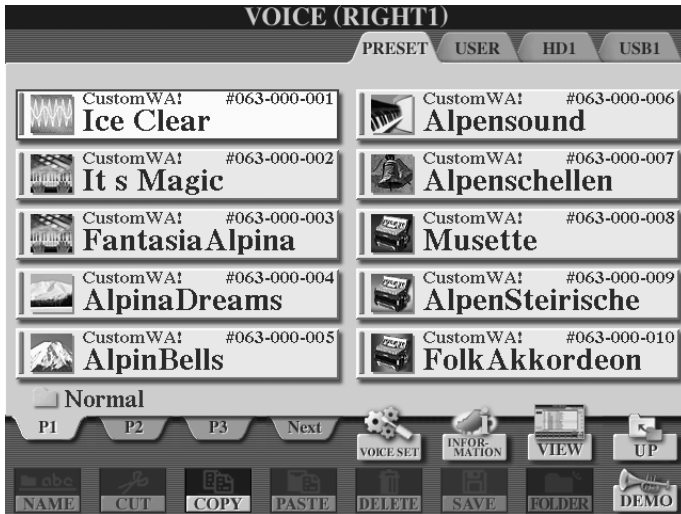 VOICE (RIGHT1)
PRESET USER HD1 USB1
CustomWA! #063-000-001
Ice Clear
CustomWA! #063-000-002
It s Magic
CustomWA! #063-000-003
FantasiaAlpina
CustomWA! #063-000-004
AlpinaDreams
CustomWA! #063-000-005
AlpinBells
CustomWA! #063-000-006
Alpensound
CustomWA! #063-000-007
Alpenschellen
CustomWA! #063-000-008
Musette
CustomWA! #063-000-009
AlpenSteirische
CustomWA! #063-000-010
FolkAkkordeon
Normal
P1 P2 P3 Next
VOICE SET
INFOR-
MATION
VIEW
UP
abc
NAME CUT COPY PASTE DELETE SAVE FOLDER DEMO